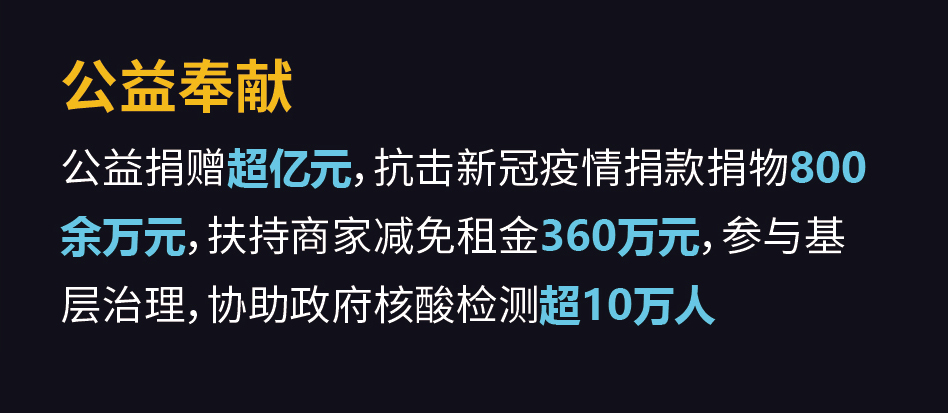 公益奉献
公益捐赠超亿元，抗击新冠疫情捐款捐物800
余万元，扶持商家减免租金360万元，参与基
层治理，协助政府核酸检测超10万人